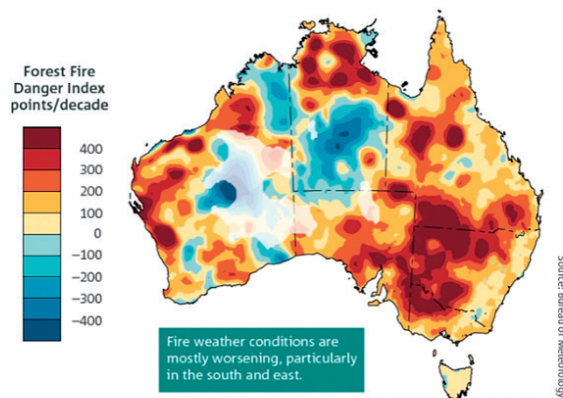 Forest Fire
Danger Index
points/decade
400
300
200
100
0
−100
−200
−300
−400
Fire weather conditions are
mostly worsening, particularly
in the south and east.
Source: Bureau of Meteorology